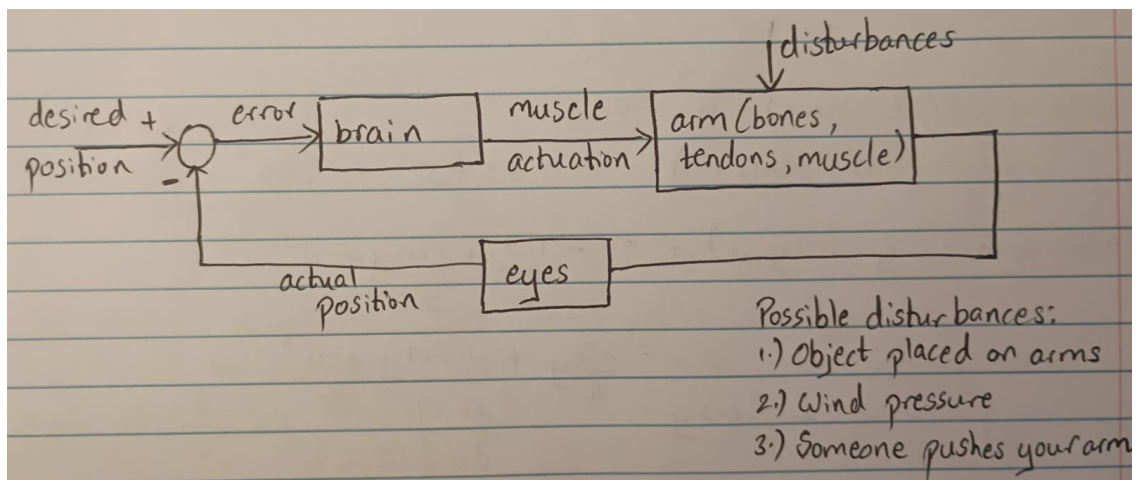 disturbances
desired +
position
-
error
brain
muscle
actuation
arm (bones,
tendons, muscle)
eyes
actual
position
Possible disturbances:
1.) Object placed on arms
2.) Wind pressure
3.) Someone pushes your arm